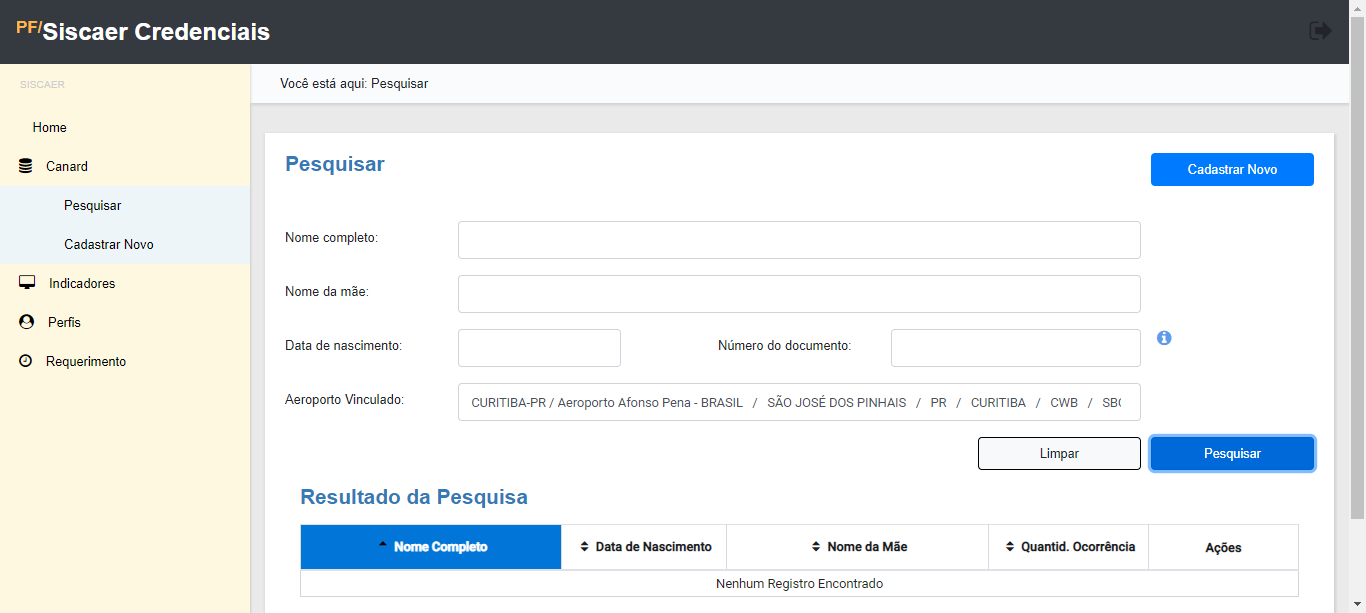 PF/Siscaer Credenciais
SISCAER
Você está aqui: Pesquisar
Home
Canard
Pesquisar
Cadastrar Novo
Indicadores
Perfis
Requerimento
Pesquisar
Cadastrar Novo
Nome completo:
Nome da mãe:
Data de nascimento:
Número do documento:
Aeroporto Vinculado:
CURITIBA-PR / Aeroporto Afonso Pena - BRASIL / SÃO JOSÉ DOS PINHAIS / PR / CURITIBA / CWB /
Limpar
Pesquisar
Resultado da Pesquisa
Nome Completo Data de Nascimento Nome da Mãe Quantid. Ocorrência Ações
Nenhum Registro Encontrado